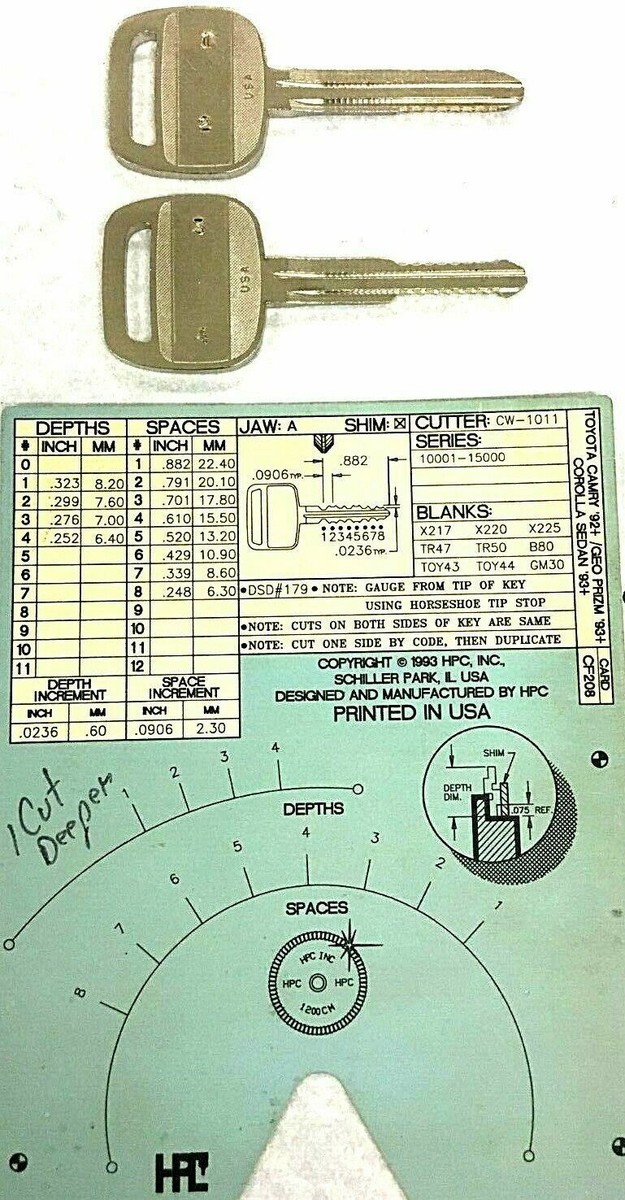 USA
USA
DEPTHS SPACES JAW: A SHIM: ☒ CUTTER: CW-1011
# INCH MM # INCH MM SERIES:
0 1 .882 22.40 10001-15000
1 .323 8.20 2 .791 20.10
2 .299 7.60 3 .701 17.80
3 .276 7.00 4 .610 15.50
4 .252 6.40 5 .520 13.20
5 6 .429 10.90
6 7 .339 8.60
7 8 .248 6.30
8 9
9 10
10 11
11 12
.882
.0906 TYP.
12345678
.0236 TYP.
BLANKS:
X217 X220 X225
TR47 TR50 B80
TOY43 TOY44 GM30
•DSD#179 • NOTE: GAUGE FROM TIP OF KEY
USING HORSESHOE TIP STOP
•NOTE: CUTS ON BOTH SIDES OF KEY ARE SAME
•NOTE: CUT ONE SIDE BY CODE, THEN DUPLICATE
TOYOTA CAMRY '92+ /GEO PRIZM '93+
COROLLA SEDAN '93+
CARD
CF208
DEPTH INCREMENT SPACE INCREMENT
INCH MM INCH MM
.0236 .60 .0906 2.30
COPYRIGHT © 1993 HPC, INC.,
SCHILLER PARK, IL USA
DESIGNED AND MANUFACTURED BY HPC
PRINTED IN USA
1 Cut
Deeper
1 2 3 4
DEPTHS
SHIM
DEPTH
DIM.
.075 REF.
8 7 6 5 4 3 2 1
SPACES
HPC INC
HPC HPC
1200CM
HPC